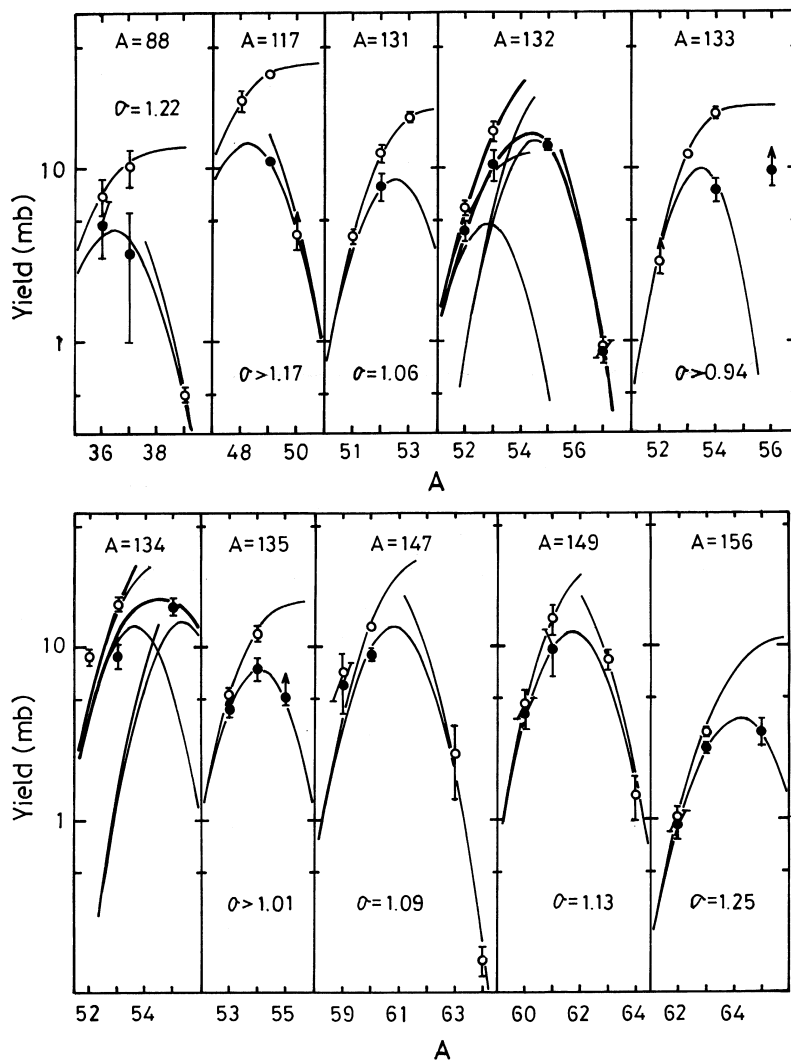 A=88 A=117 A=131 A=132 A=133
σ=1.22
10
Yield (mb)
1
σ>1.17 σ=1.06 σ>0.94
36 38 48 50 51 53 52 54 56 52 54 56
A
A=134 A=135 A=147 A=149 A=156
10
Yield (mb)
1
σ>1.01 σ=1.09 σ=1.13 σ=1.25
52 54 53 55 59 61 63 60 62 64 62 64
A